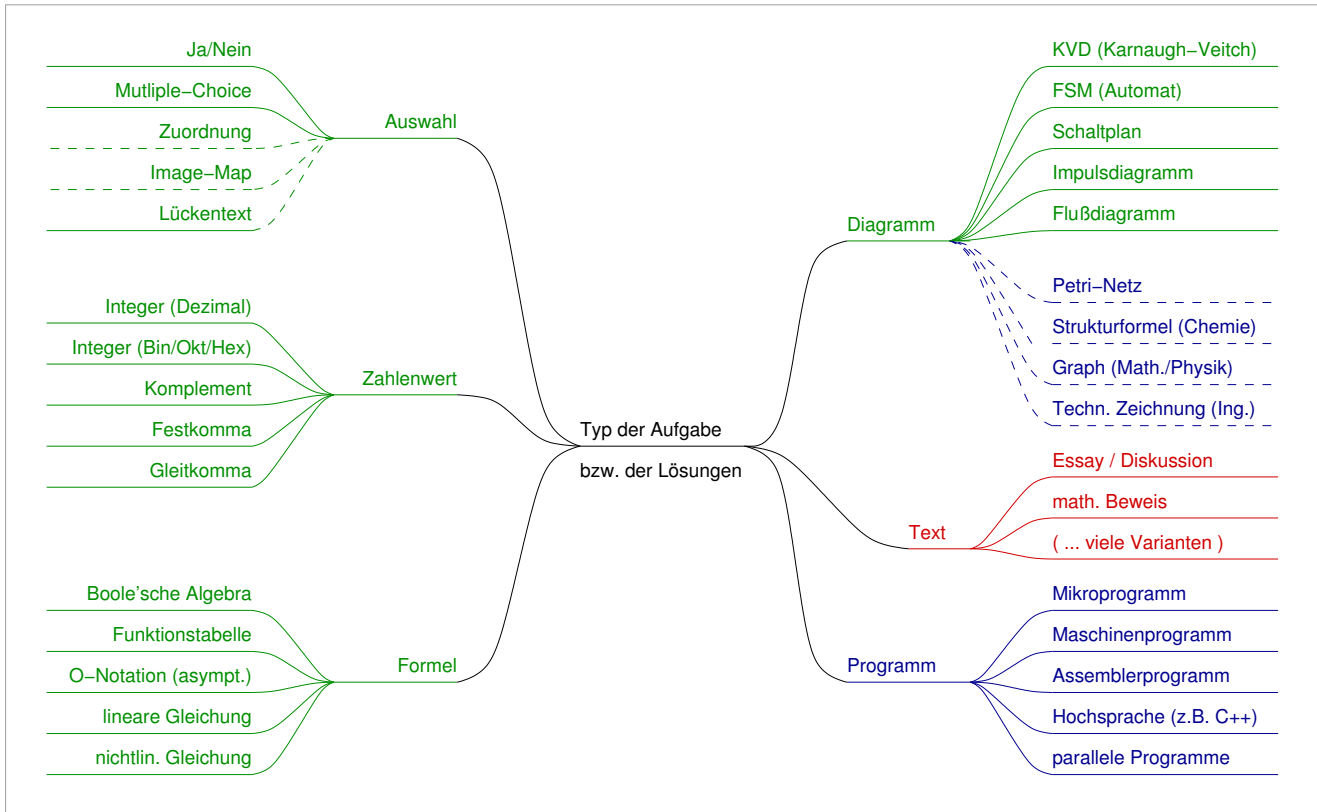 Ja/Nein
Mutliple−Choice
Zuordnung
Image−Map
Lückentext
Auswahl
Integer (Dezimal)
Integer (Bin/Okt/Hex)
Komplement
Festkomma
Gleitkomma
Zahlenwert
Boole'sche Algebra
Funktionstabelle
O−Notation (asympt.)
lineare Gleichung
nichtlin. Gleichung
Formel
Typ der Aufgabe
bzw. der Lösungen
Diagramm
KVD (Karnaugh−Veitch)
FSM (Automat)
Schaltplan
Impulsdiagramm
Flußdiagramm
Petri−Netz
Strukturformel (Chemie)
Graph (Math./Physik)
Techn. Zeichnung (Ing.)
Text
Essay / Diskussion
math. Beweis
( ... viele Varianten )
Programm
Mikroprogramm
Maschinenprogramm
Assemblerprogramm
Hochsprache (z.B. C++)
parallele Programme